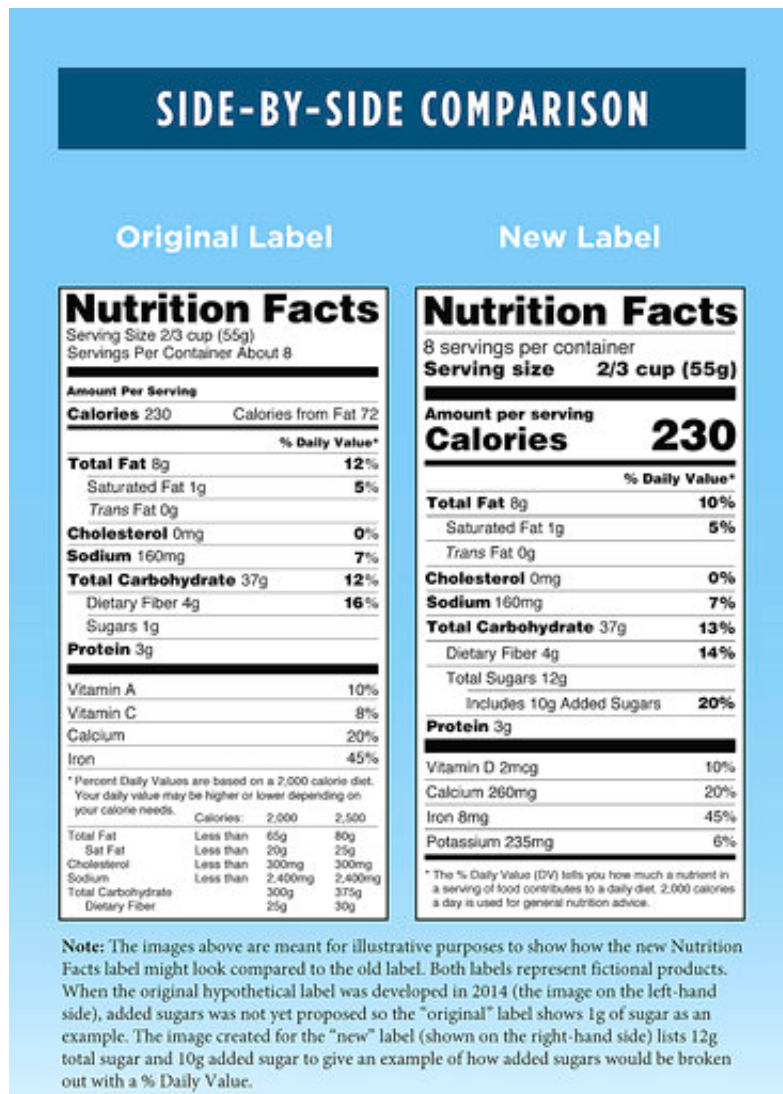 SIDE-BY-SIDE COMPARISON
Original Label
Nutrition Facts
Serving Size 2/3 cup (55g)
Servings Per Container About 8
Amount Per Serving
Calories 230 Calories from Fat 72
% Daily Value*
Total Fat 8g 12%
Saturated Fat 1g 5%
Trans Fat 0g
Cholesterol 0mg 0%
Sodium 160mg 7%
Total Carbohydrate 37g 12%
Dietary Fiber 4g 16%
Sugars 1g
Protein 3g
Vitamin A 10%
Vitamin C 8%
Calcium 20%
Iron 45%
* Percent Daily Values are based on a 2,000 calorie diet.
Your daily value may be higher or lower depending on
your calorie needs.
Calories: 2,000 2,500
Total Fat Less than 65g 80g
Sat Fat Less than 20g 25g
Cholesterol Less than 300mg 300mg
Sodium Less than 2,400mg 2,400mg
Total Carbohydrate 300g 375g
Dietary Fiber 25g 30g
New Label
Nutrition Facts
8 servings per container
Serving size 2/3 cup (55g)
Amount per serving
Calories 230
% Daily Value*
Total Fat 8g 10%
Saturated Fat 1g 5%
Trans Fat 0g
Cholesterol 0mg 0%
Sodium 160mg 7%
Total Carbohydrate 37g 13%
Dietary Fiber 4g 14%
Total Sugars 12g
Includes 10g Added Sugars 20%
Protein 3g
Vitamin D 2mcg 10%
Calcium 260mg 20%
Iron 8mg 45%
Potassium 235mg 6%
* The % Daily Value (DV) tells you how much a nutrient in
a serving of food contributes to a daily diet. 2,000 calories
a day is used for general nutrition advice.
Note: The images above are meant for illustrative purposes to show how the new Nutrition
Facts label might look compared to the old label. Both labels represent fictional products.
When the original hypothetical label was developed in 2014 (the image on the left-hand
side), added sugars was not yet proposed so the “original” label shows 1g of sugar as an
example. The image created for the “new” label (shown on the right-hand side) lists 12g
total sugar and 10g added sugar to give an example of how added sugars would be broken
out with a % Daily Value.